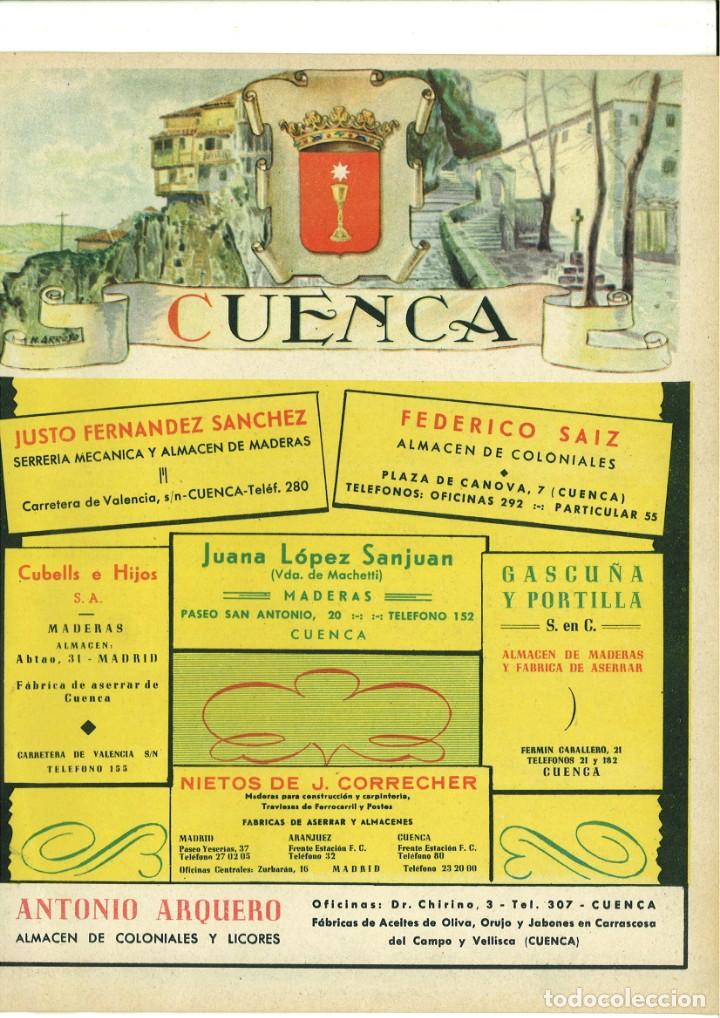 M. ARROYO
CUENCA
JUSTO FERNANDEZ SANCHEZ
SERRERIA MECANICA Y ALMACEN DE MADERAS
Carretera de Valencia, s/n-CUENCA-Teléf. 280
FEDERICO SAIZ
ALMACEN DE COLONIALES
PLAZA DE CANOVA, 7 (CUENCA)
TELEFONOS: OFICINAS 292 :-: PARTICULAR 55
Cubells e Hijos
S. A.
MADERAS
ALMACEN:
Abtao, 31 - MADRID
Fábrica de aserrar de
Cuenca
CARRETERA DE VALENCIA S/N
TELEFONO 155
Juana López Sanjuan
(Vda. de Machetti)
MADERAS
PASEO SAN ANTONIO, 20 :-: :-: TELEFONO 152
CUENCA
GASCUÑA
Y PORTILLA
S. en C.
ALMACEN DE MADERAS
Y FABRICA DE ASERRAR
FERMIN CABALLERO, 21
TELEFONOS 21 y 182
CUENCA
NIETOS DE J. CORRECHER
Maderas para construcción y carpintería,
Traviesas de Ferrocarril y Postes
FABRICAS DE ASERRAR Y ALMACENES
MADRID ARANJUEZ CUENCA
Paseo Yeserías, 37 Frente Estación F. C. Frente Estación F. C.
Teléfono 27 02 05 Teléfono 32 Teléfono 80
Oficinas Centrales: Zurbarán, 16 MADRID Teléfono 23 20 00
ANTONIO ARQUERO
ALMACEN DE COLONIALES Y LICORES
Oficinas: Dr. Chirino, 3 - Tel. 307 - CUENCA
Fábricas de Aceites de Oliva, Orujo y Jabones en Carrascosa
del Campo y Vellisca (CUENCA)
todocoleccion